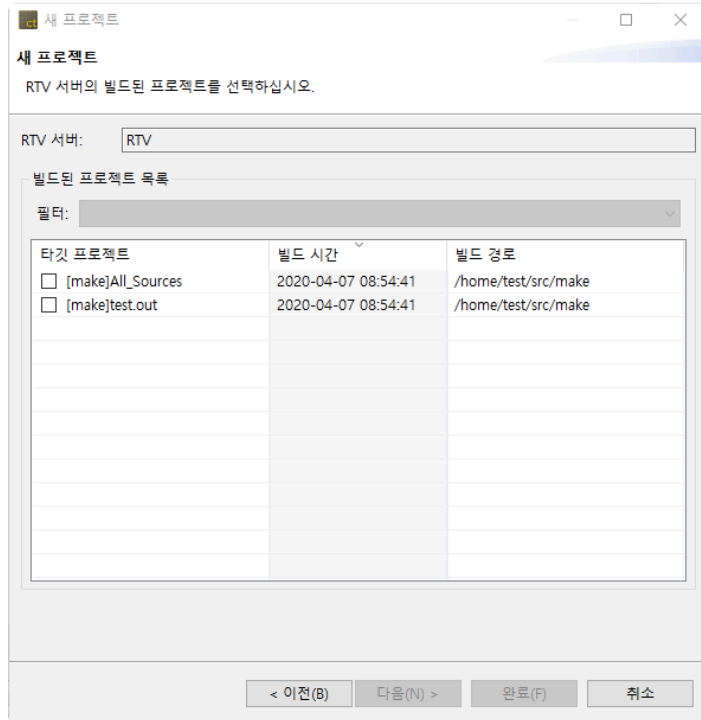 ct 새 프로젝트
새 프로젝트
RTV 서버의 빌드된 프로젝트를 선택하십시오.
RTV 서버: RTV
빌드된 프로젝트 목록
필터:
타깃 프로젝트 빌드 시간 빌드 경로
[make]All_Sources 2020-04-07 08:54:41 /home/test/src/make
[make]test.out 2020-04-07 08:54:41 /home/test/src/make
< 이전(B) 다음(N) > 완료(F) 취소